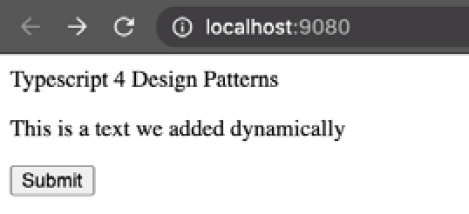 localhost:9080
Typescript 4 Design Patterns
This is a text we added dynamically
Submit